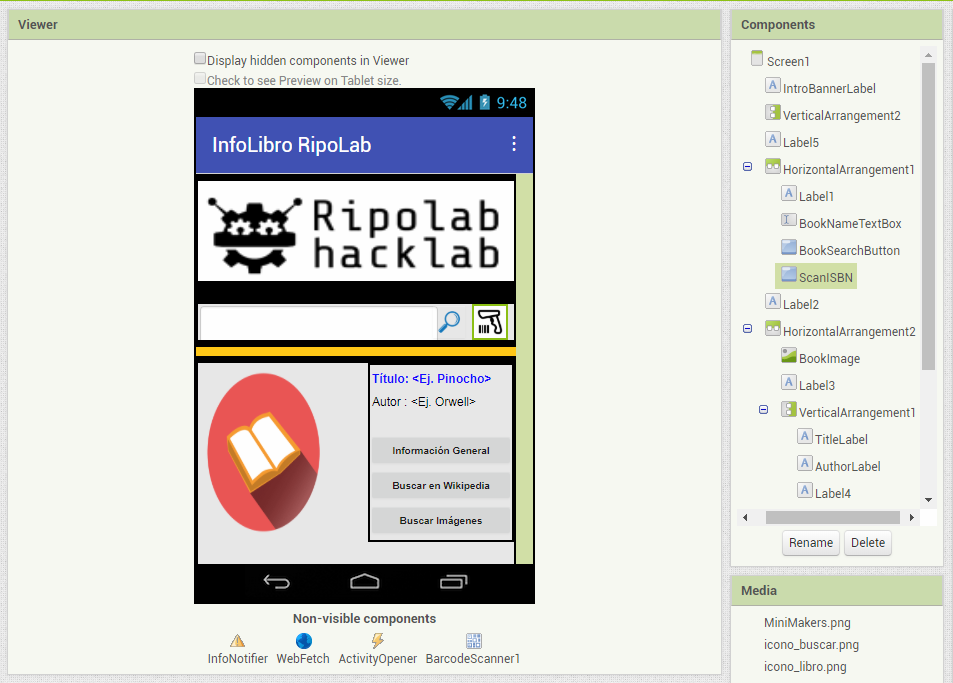 Viewer
Display hidden components in Viewer
Check to see Preview on Tablet size.
9:48
InfoLibro RipoLab
Ripolab
hacklab
Título: <Ej. Pinocho>
Autor : <Ej. Orwell>
Información General
Buscar en Wikipedia
Buscar Imágenes
Non-visible components
InfoNotifier WebFetch ActivityOpener BarcodeScanner1
Components
Screen1
A IntroBannerLabel
VerticalArrangement2
A Label5
HorizontalArrangement1
A Label1
BookNameTextBox
BookSearchButton
ScanISBN
A Label2
HorizontalArrangement2
BookImage
A Label3
VerticalArrangement1
A TitleLabel
A AuthorLabel
A Label4
Rename Delete
Media
MiniMakers.png
icono_buscar.png
icono_libro.png